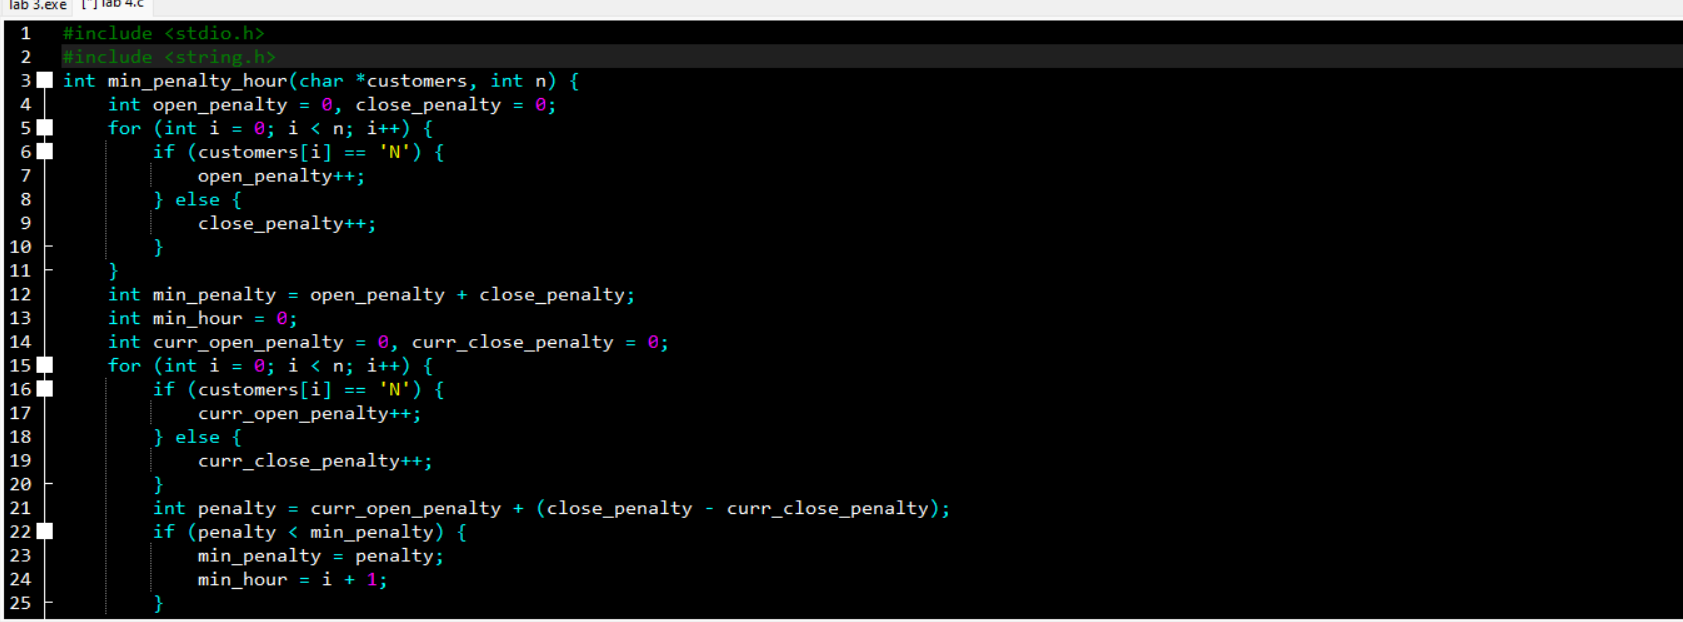 lab 3.exe [*] lab 4.c
1 #include <stdio.h>
2 #include <string.h>
3 int min_penalty_hour(char *customers, int n) {
4     int open_penalty = 0, close_penalty = 0;
5     for (int i = 0; i < n; i++) {
6         if (customers[i] == 'N') {
7             open_penalty++;
8         } else {
9             close_penalty++;
10         }
11     }
12     int min_penalty = open_penalty + close_penalty;
13     int min_hour = 0;
14     int curr_open_penalty = 0, curr_close_penalty = 0;
15     for (int i = 0; i < n; i++) {
16         if (customers[i] == 'N') {
17             curr_open_penalty++;
18         } else {
19             curr_close_penalty++;
20         }
21         int penalty = curr_open_penalty + (close_penalty - curr_close_penalty);
22         if (penalty < min_penalty) {
23             min_penalty = penalty;
24             min_hour = i + 1;
25         }